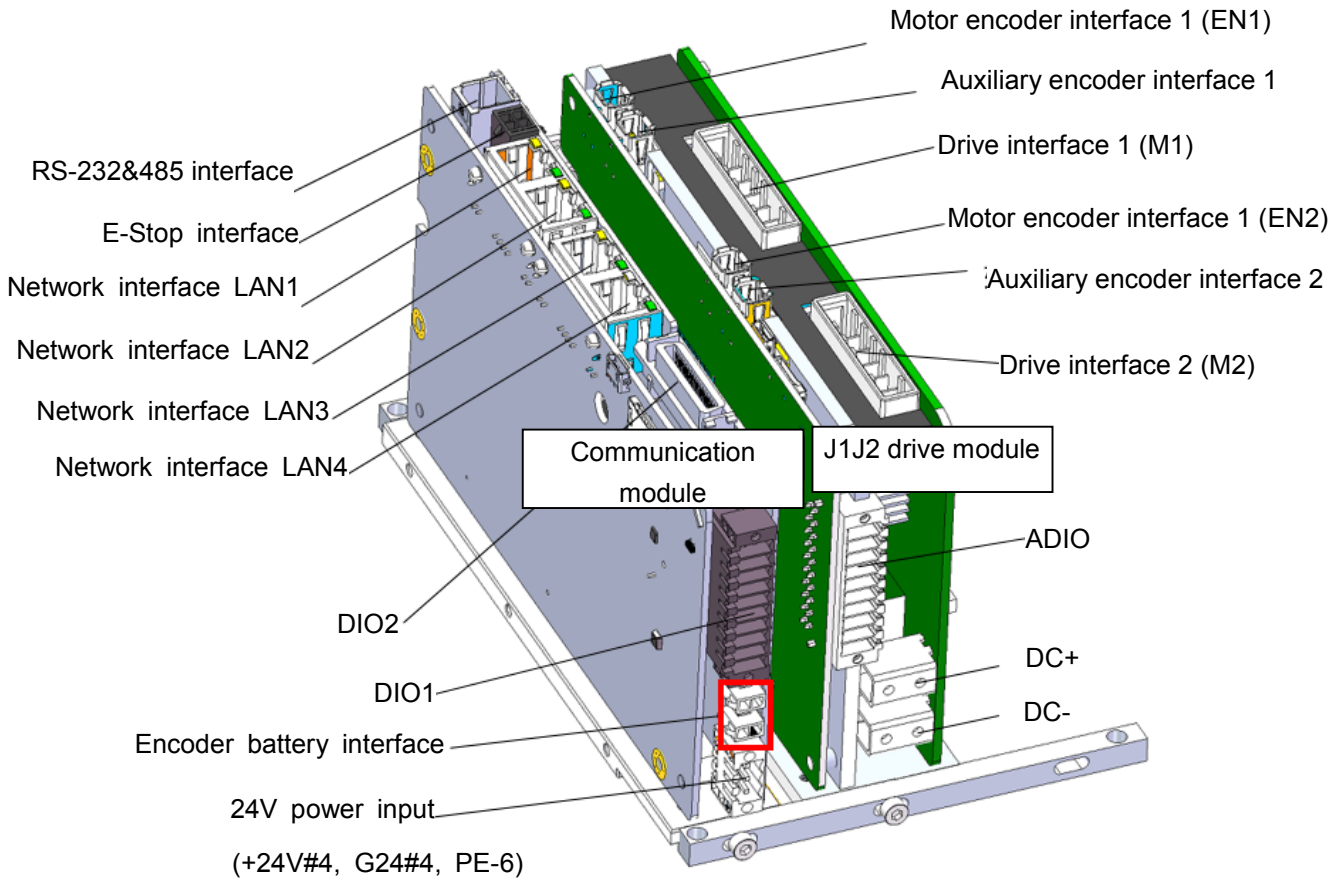 Motor encoder interface 1 (EN1)
Auxiliary encoder interface 1
Drive interface 1 (M1)
Motor encoder interface 1 (EN2)
Auxiliary encoder interface 2
Drive interface 2 (M2)
RS-232&485 interface
E-Stop interface
Network interface LAN1
Network interface LAN2
Network interface LAN3
Network interface LAN4
Communication
module
J1J2 drive module
ADIO
DIO2
DIO1
DC+
DC-
Encoder battery interface
24V power input
(+24V#4, G24#4, PE-6)